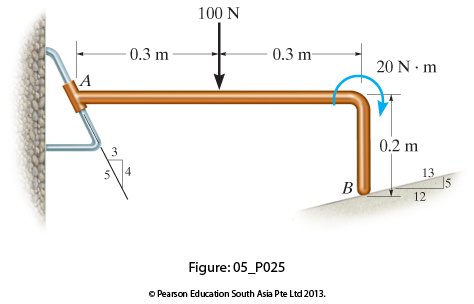 100 N
0.3 m
0.3 m
20 N · m
A
0.2 m
3
5
4
B
13
5
12
Figure: 05_P025
© Pearson Education South Asia Pte Ltd 2013.